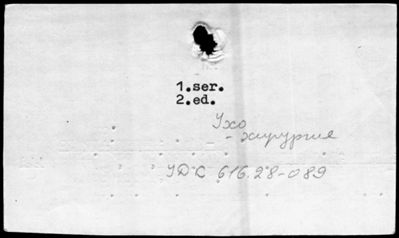 1.ser.
2.ed.
Ухо
- хирургия
УДС 616.28-089